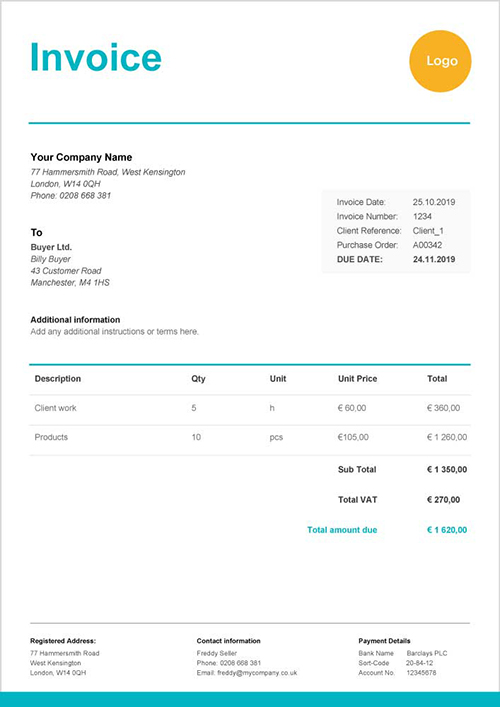 Invoice
Logo
Your Company Name
77 Hammersmith Road, West Kensington
London, W14 0QH
Phone: 0208 668 381
Invoice Date: 25.10.2019
Invoice Number: 1234
Client Reference: Client_1
Purchase Order: A00342
DUE DATE: 24.11.2019
To
Buyer Ltd.
Billy Buyer
43 Customer Road
Manchester, M4 1HS
Additional information
Add any additional instructions or terms here.
Description Qty Unit Unit Price Total
Client work 5 h € 60,00 € 360,00
Products 10 pcs €105,00 € 1 260,00
Sub Total € 1 350,00
Total VAT € 270,00
Total amount due € 1 620,00
Registered Address: Contact information Payment Details
77 Hammersmith Road Freddy Seller Bank Name Barclays PLC
West Kensington Phone: 0208 668 381 Sort-Code 20-84-12
London, W14 0QH Email: freddy@mycompany.co.uk Account No. 12345678